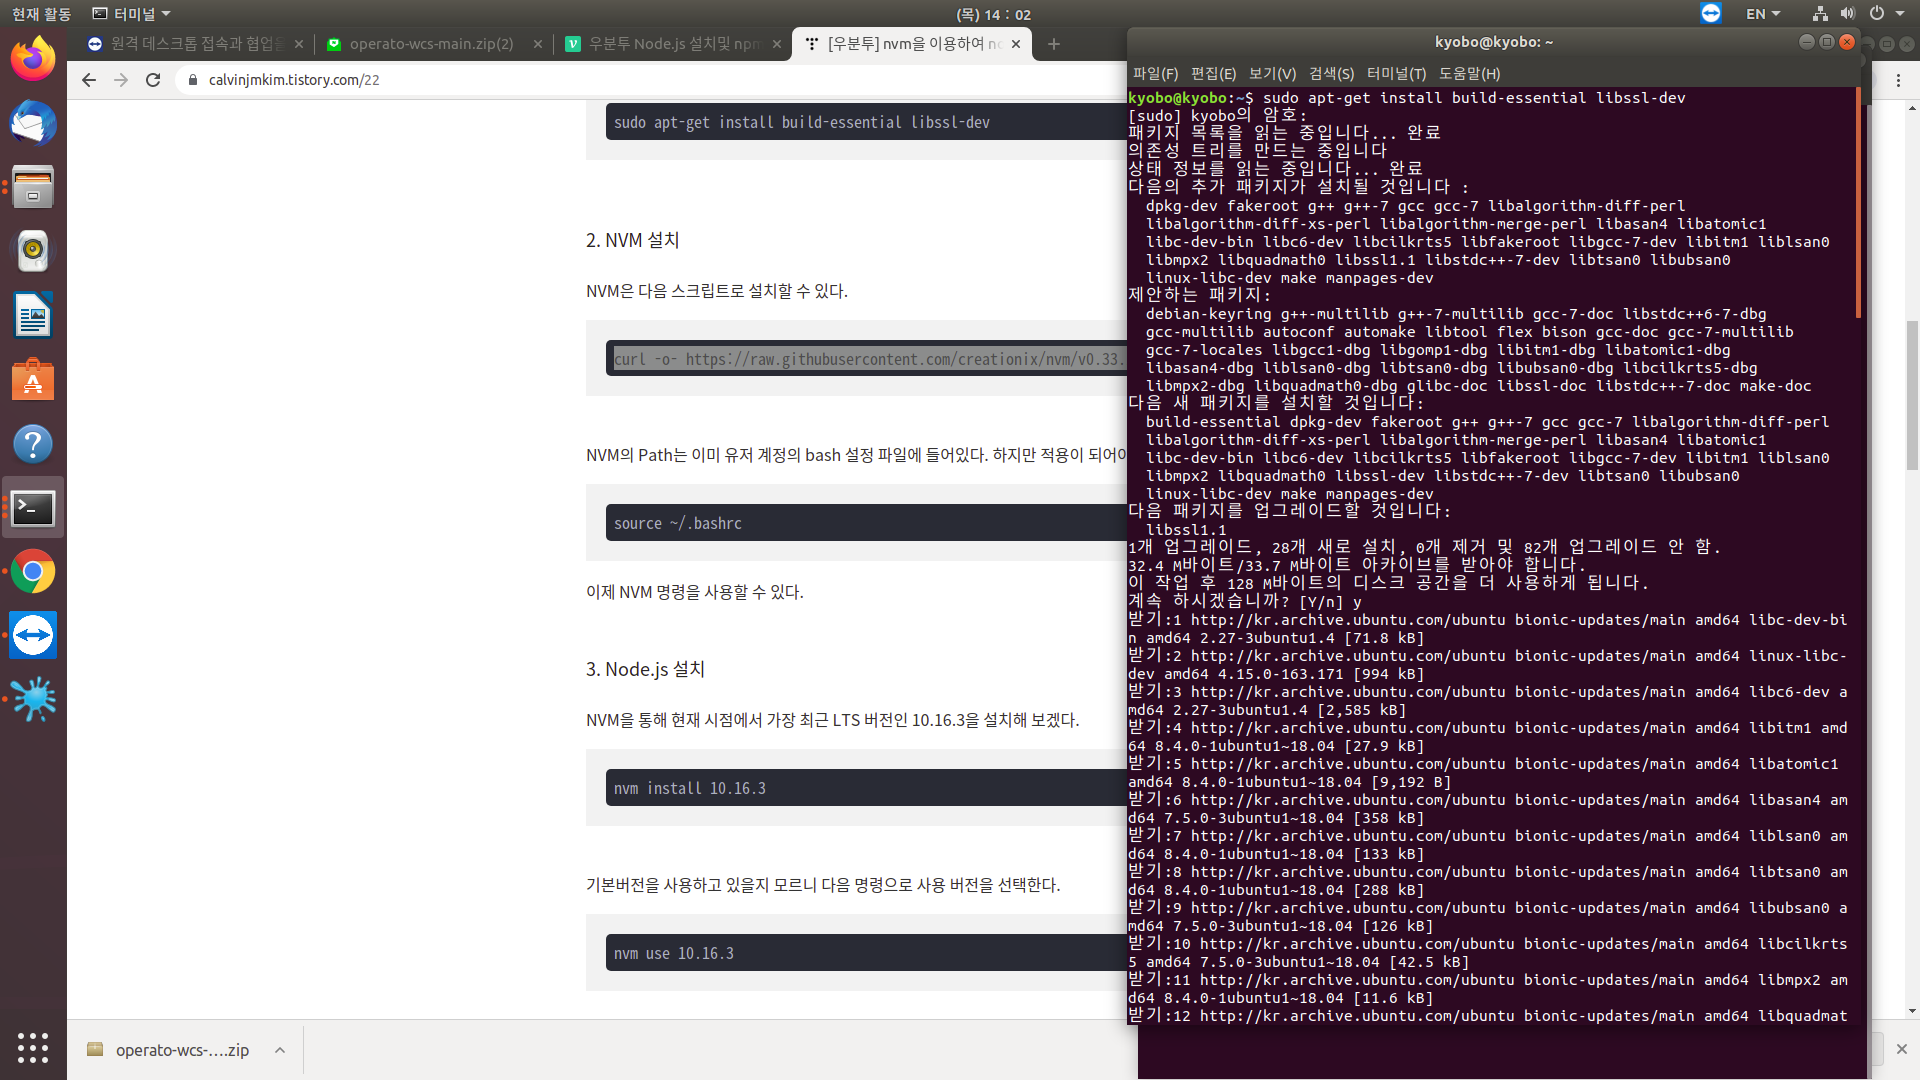 현재 활동
터미널
(목) 14 : 02
EN
원격 데스크톱 접속과 협업을
operato-wcs-main.zip(2)
우분투 Node.js 설치및 npm
[우분투] nvm을 이용하여 no
calvinjmkim.tistory.com/22
sudo apt-get install build-essential libssl-dev
2. NVM 설치
NVM은 다음 스크립트로 설치할 수 있다.
curl -o- https://raw.githubusercontent.com/creationix/nvm/v0.33.
NVM의 Path는 이미 유저 계정의 bash 설정 파일에 들어있다. 하지만 적용이 되어
source ~/.bashrc
이제 NVM 명령을 사용할 수 있다.
3. Node.js 설치
NVM을 통해 현재 시점에서 가장 최근 LTS 버전인 10.16.3을 설치해 보겠다.
nvm install 10.16.3
기본버전을 사용하고 있을지 모르니 다음 명령으로 사용 버전을 선택한다.
nvm use 10.16.3
operato-wcs-....zip
kyobo@kyobo: ~
파일(F) 편집(E) 보기(V) 검색(S) 터미널(T) 도움말(H)
kyobo@kyobo:~$ sudo apt-get install build-essential libssl-dev
[sudo] kyobo의 암호:
패키지 목록을 읽는 중입니다... 완료
의존성 트리를 만드는 중입니다
상태 정보를 읽는 중입니다... 완료
다음의 추가 패키지가 설치될 것입니다 :
dpkg-dev fakeroot g++ g++-7 gcc gcc-7 libalgorithm-diff-perl
libalgorithm-diff-xs-perl libalgorithm-merge-perl libasan4 libatomic1
libc-dev-bin libc6-dev libcilkrts5 libfakeroot libgcc-7-dev libitm1 liblsan0
libmpx2 libquadmath0 libssl1.1 libstdc++-7-dev libtsan0 libubsan0
linux-libc-dev make manpages-dev
제안하는 패키지:
debian-keyring g++-multilib g++-7-multilib gcc-7-doc libstdc++6-7-dbg
gcc-multilib autoconf automake libtool flex bison gcc-doc gcc-7-multilib
gcc-7-locales libgcc1-dbg libgomp1-dbg libitm1-dbg libatomic1-dbg
libasan4-dbg liblsan0-dbg libtsan0-dbg libubsan0-dbg libcilkrts5-dbg
libmpx2-dbg libquadmath0-dbg glibc-doc libssl-doc libstdc++-7-doc make-doc
다음 새 패키지를 설치할 것입니다:
build-essential dpkg-dev fakeroot g++ g++-7 gcc gcc-7 libalgorithm-diff-perl
libalgorithm-diff-xs-perl libalgorithm-merge-perl libasan4 libatomic1
libc-dev-bin libc6-dev libcilkrts5 libfakeroot libgcc-7-dev libitm1 liblsan0
libmpx2 libquadmath0 libssl-dev libstdc++-7-dev libtsan0 libubsan0
linux-libc-dev make manpages-dev
다음 패키지를 업그레이드할 것입니다:
libssl1.1
1개 업그레이드, 28개 새로 설치, 0개 제거 및 82개 업그레이드 안 함.
32.4 M바이트/33.7 M바이트 아카이브를 받아야 합니다.
이 작업 후 128 M바이트의 디스크 공간을 더 사용하게 됩니다.
계속 하시겠습니까? [Y/n] y
받기:1 http://kr.archive.ubuntu.com/ubuntu bionic-updates/main amd64 libc-dev-bi
n amd64 2.27-3ubuntu1.4 [71.8 kB]
받기:2 http://kr.archive.ubuntu.com/ubuntu bionic-updates/main amd64 linux-libc-
dev amd64 4.15.0-163.171 [994 kB]
받기:3 http://kr.archive.ubuntu.com/ubuntu bionic-updates/main amd64 libc6-dev a
md64 2.27-3ubuntu1.4 [2,585 kB]
받기:4 http://kr.archive.ubuntu.com/ubuntu bionic-updates/main amd64 libitm1 amd
64 8.4.0-1ubuntu1~18.04 [27.9 kB]
받기:5 http://kr.archive.ubuntu.com/ubuntu bionic-updates/main amd64 libatomic1
amd64 8.4.0-1ubuntu1~18.04 [9,192 B]
받기:6 http://kr.archive.ubuntu.com/ubuntu bionic-updates/main amd64 libasan4 am
d64 7.5.0-3ubuntu1~18.04 [358 kB]
받기:7 http://kr.archive.ubuntu.com/ubuntu bionic-updates/main amd64 liblsan0 am
d64 8.4.0-1ubuntu1~18.04 [133 kB]
받기:8 http://kr.archive.ubuntu.com/ubuntu bionic-updates/main amd64 libtsan0 am
d64 8.4.0-1ubuntu1~18.04 [288 kB]
받기:9 http://kr.archive.ubuntu.com/ubuntu bionic-updates/main amd64 libubsan0 a
md64 7.5.0-3ubuntu1~18.04 [126 kB]
받기:10 http://kr.archive.ubuntu.com/ubuntu bionic-updates/main amd64 libcilkrts
5 amd64 7.5.0-3ubuntu1~18.04 [42.5 kB]
받기:11 http://kr.archive.ubuntu.com/ubuntu bionic-updates/main amd64 libmpx2 am
d64 8.4.0-1ubuntu1~18.04 [11.6 kB]
받기:12 http://kr.archive.ubuntu.com/ubuntu bionic-updates/main amd64 libquadmat